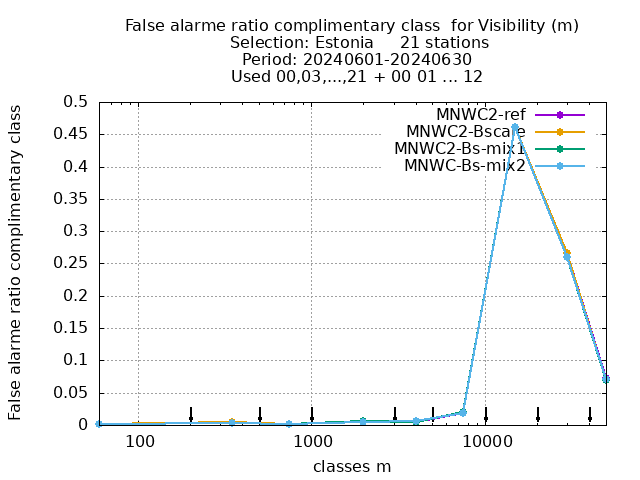 False alarme ratio complimentary class  for Visibility (m)
Selection: Estonia     21 stations
Period: 20240601-20240630
Used 00,03,...,21 + 00 01 ... 12
False alarme ratio complimentary class
0.5
0.45
0.4
0.35
0.3
0.25
0.2
0.15
0.1
0.05
0
MNWC2-ref
MNWC2-Bscale
MNWC2-Bs-mix1
MNWC-Bs-mix2
100
1000
10000
classes m